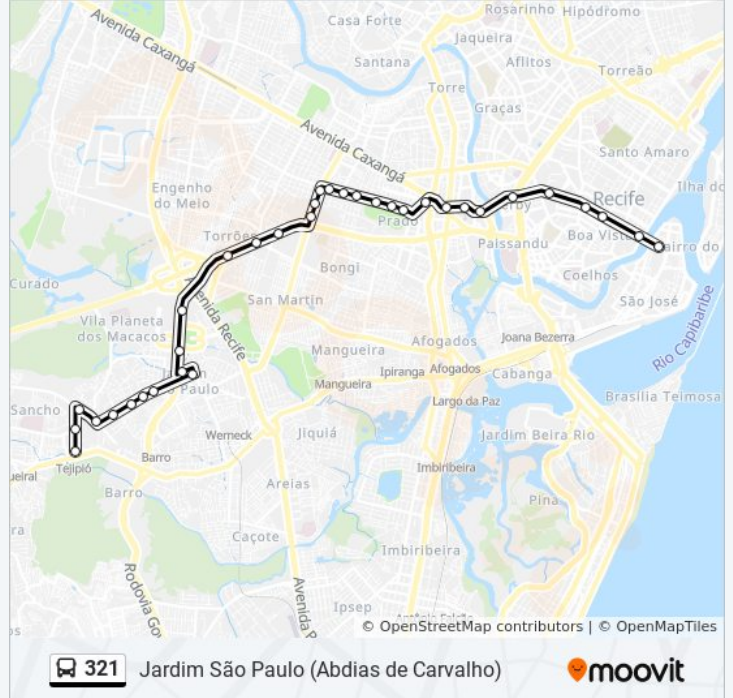 Rosarinho
Hipódromo
Casa Forte
Avenida Caxangá
Jaqueira
Santana
Aflitos
Torreão
Torre
Graças
Avenida Caxangá
Santo Amaro
Engenho
do Meio
Ilha do
Recife
Prado
Torrões
Boa Vista
Bairro do
Paissandu
Bongi
Curado
Coelhos
San Martin
São José
Avenida Recife
Vila Planeta
dos Macacos
Rio Capibaribe
Afogados
Joana Bezerra
Mangueira
Ipiranga
Afogados
Cabanga
Mangueira
São Paulo
Largo da Paz
Brasília Teimosa
Sancho
Werneck
Jiquiá
Jardim Beira Rio
Barro
Tejipió
Imbiribeira
Areias
Barro
Pina
Caçote
Imbiribeira
Rodovia Go
Avenida R
Ipsep
© OpenStreetMap contributors | © OpenMapTiles
321 Jardim São Paulo (Abdias de Carvalho)
moovit